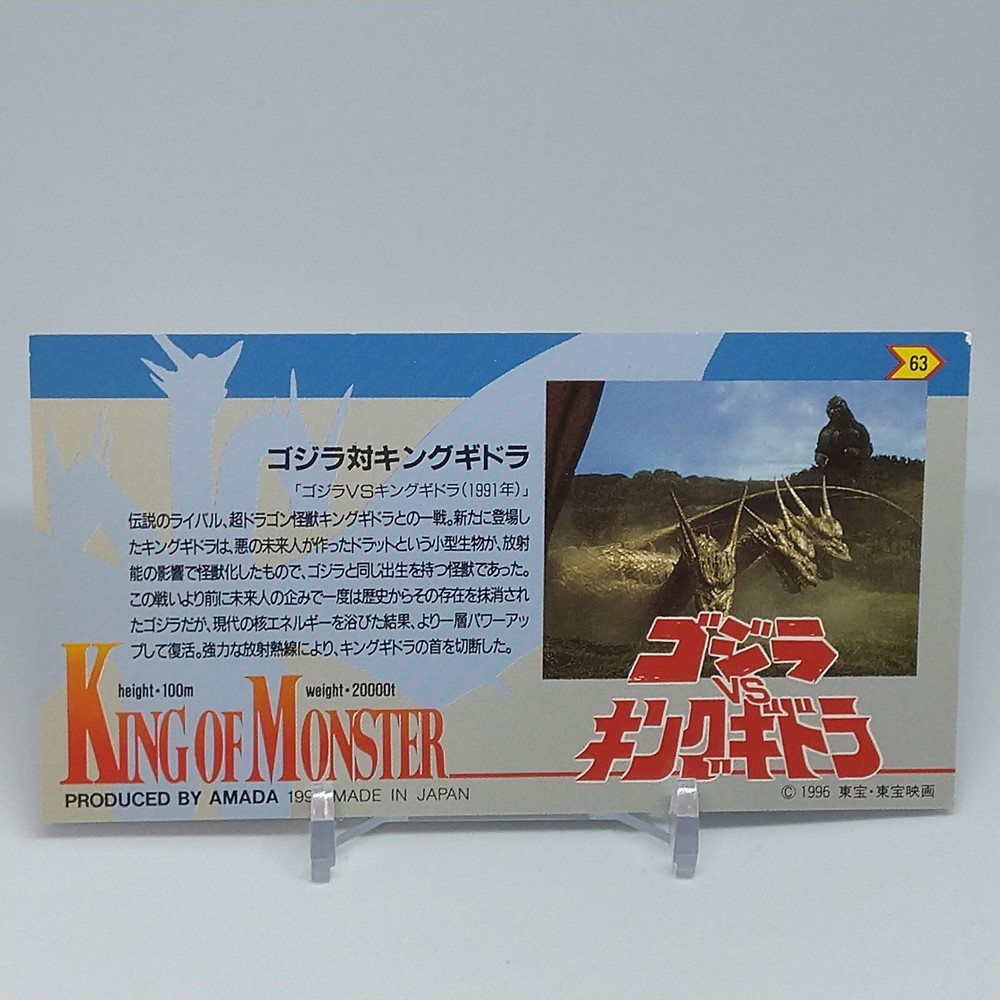 63
ゴジラ対キングギドラ
「ゴジラVSキングギドラ(1991年)」
伝説のライバル、超ドラゴン怪獣キングギドラとの一戦。新たに登場し
たキングギドラは、悪の未来人が作ったドラットという小型生物が、放射
能の影響で怪獣化したもので、ゴジラと同じ出生を持つ怪獣であった。
この戦いより前に未来人の企みで一度は歴史からその存在を抹消され
たゴジラだが、現代の核エネルギーを浴びた結果、より一層パワーアッ
プして復活。強力な放射熱線により、キングギドラの首を切断した。
height・100m weight・20000t
KING OF MONSTER
ゴジラ
VS
キングギドラ
PRODUCED BY AMADA MADE IN JAPAN
© 1996 東宝・東宝映画